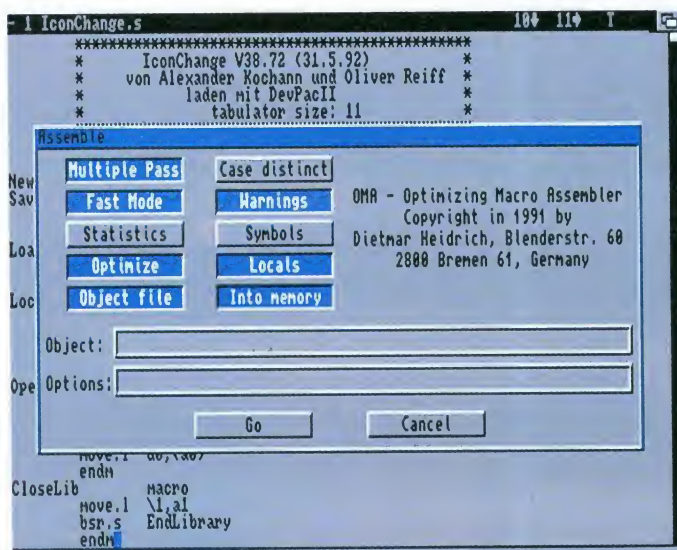 - 1 IconChange.s 18 11 T
*************************************************
* IconChange V38.72 (31.5.92) *
* von Alexander Kochann und Oliver Reiff *
* laden mit DevPacII *
* tabulator size: 11 *
Assemble
New
Sav
Loa
Loc
Ope
Multiple Pass Case distinct
Fast Mode Warnings
Statistics Symbols
Optimize Locals
Object file Into memory
OMA - Optimizing Macro Assembler
Copyright in 1991 by
Dietmar Heidrich, Blenderstr. 60
2800 Bremen 61, Germany
Object:
Options:
Go Cancel
move.l
endm
CloseLib macro
move.l \1,a1
bsr.s EndLibrary
endm